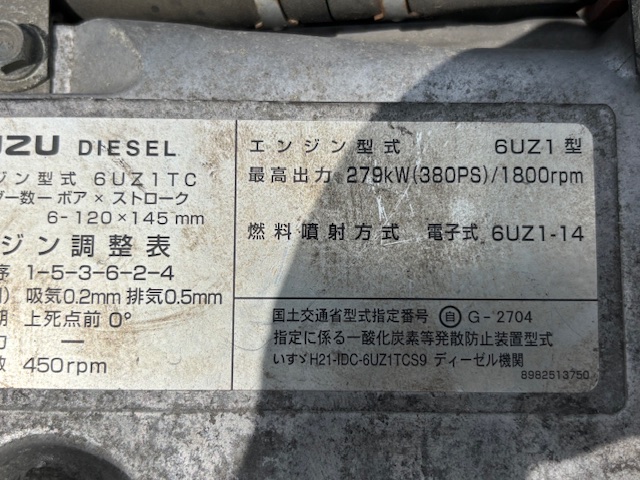 UZU DIESEL
ジン型式 6UZ1TC
ダー数ーボア×ストローク
6-120×145mm
ジン調整表
序 1-5-3-6-2-4
吸気0.2mm 排気0.5mm
期 上死点前 0°
力 ー
数 450rpm
エンジン型式 6UZ1型
最高出力 279kW(380PS)/1800rpm
燃料噴射方式 電子式 6UZ1-14
国土交通省型式指定番号 自 G-2704
指定に係る一酸化炭素等発散防止装置型式
いすゞH21-IDC-6UZ1TCS9 ディーゼル機関
8982513750